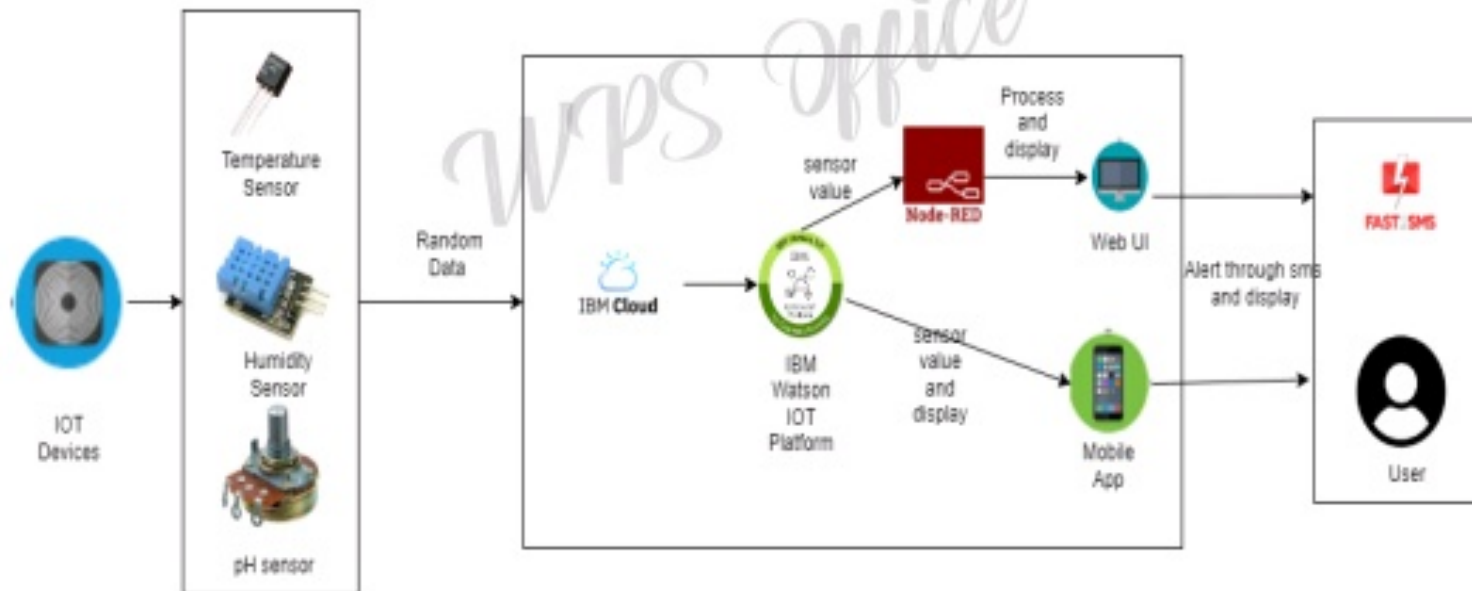 WPS Office
IOT
Devices
Temperature
Sensor
Humidity
Sensor
pH sensor
Random
Data
IBM Cloud
IBM
Watson
IOT
Platform
sensor
value
Node-RED
Process
and
display
Web UI
sensor
value
and
display
Mobile
App
Alert through sms
and display
FAST2SMS
User